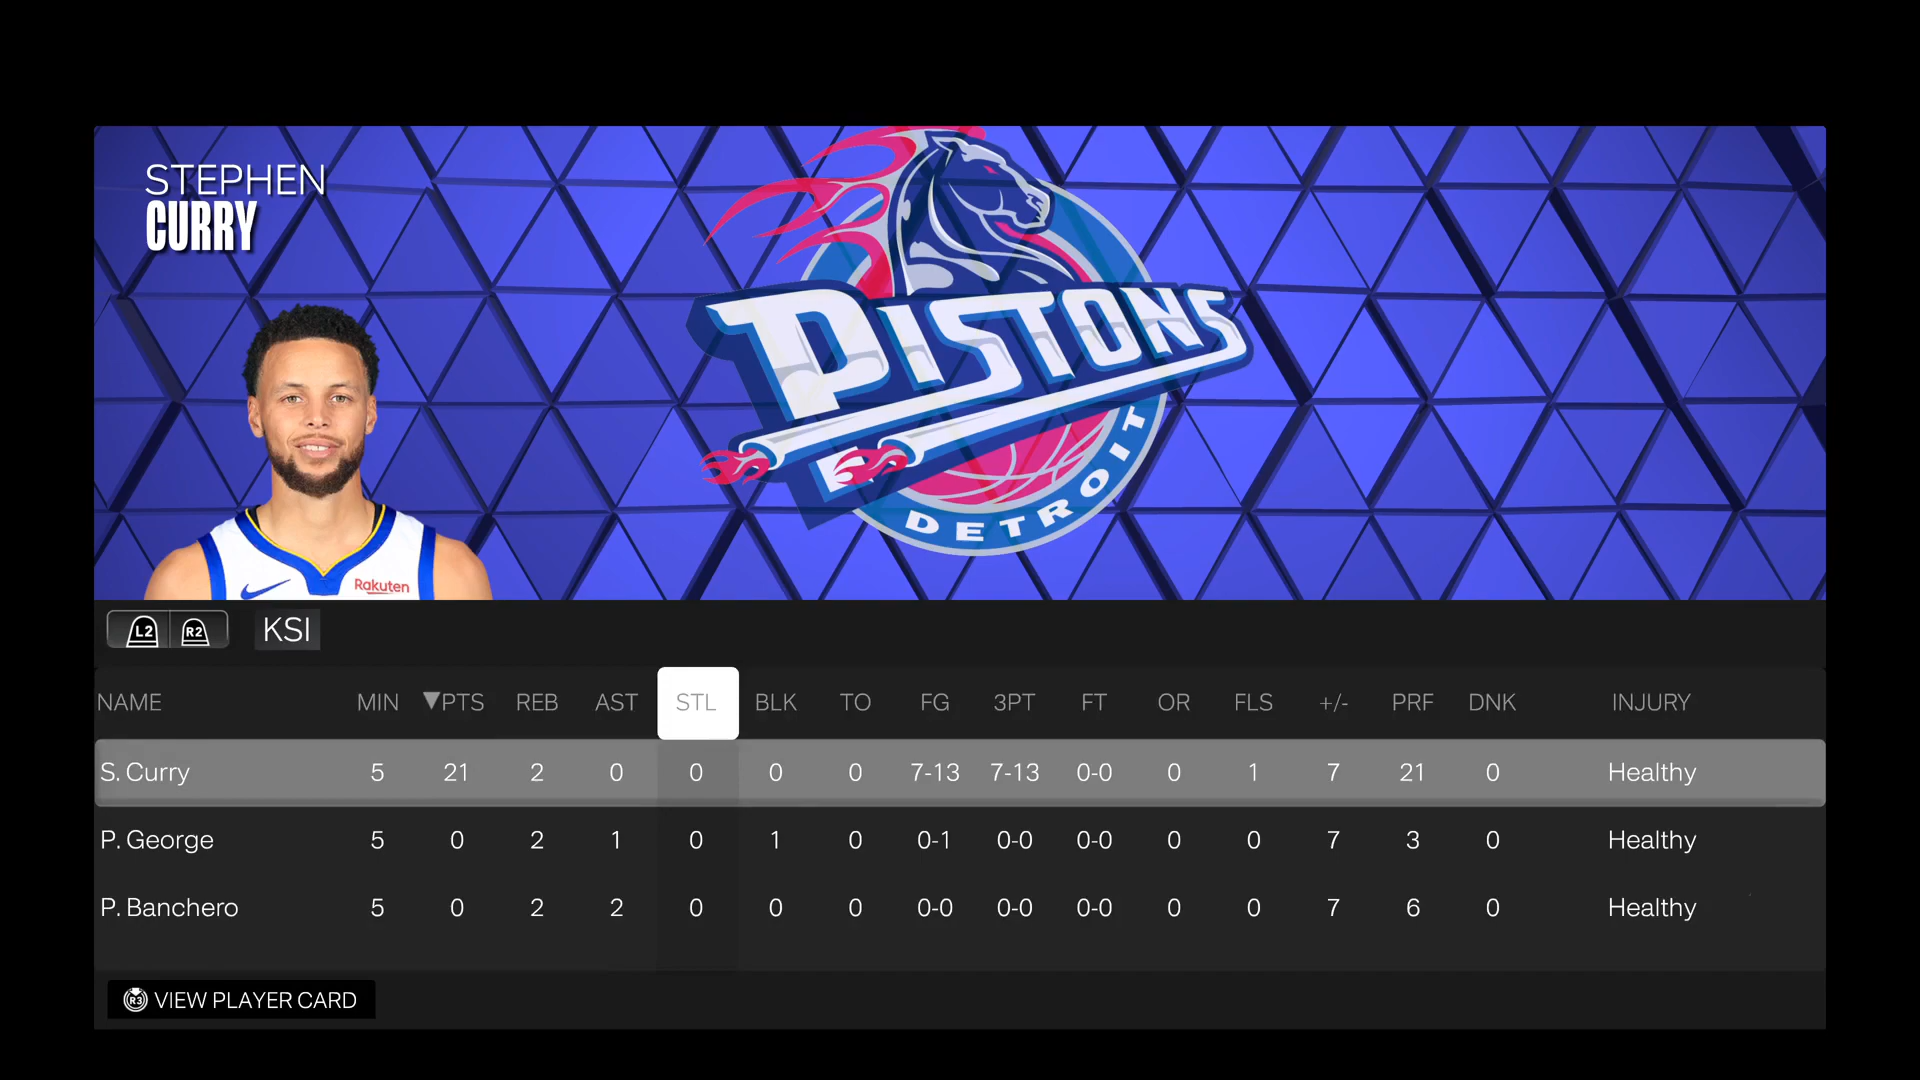 STEPHEN
CURRY
PISTONS
DETROIT
Rakuten
L2 R2 KSI
NAME MIN ▼PTS REB AST STL BLK TO FG 3PT FT OR FLS +/- PRF DNK INJURY
S. Curry 5 21 2 0 0 0 0 7-13 7-13 0-0 0 1 7 21 0 Healthy
P. George 5 0 2 1 0 1 0 0-1 0-0 0-0 0 0 7 3 0 Healthy
P. Banchero 5 0 2 2 0 0 0 0-0 0-0 0-0 0 0 7 6 0 Healthy
R3 VIEW PLAYER CARD